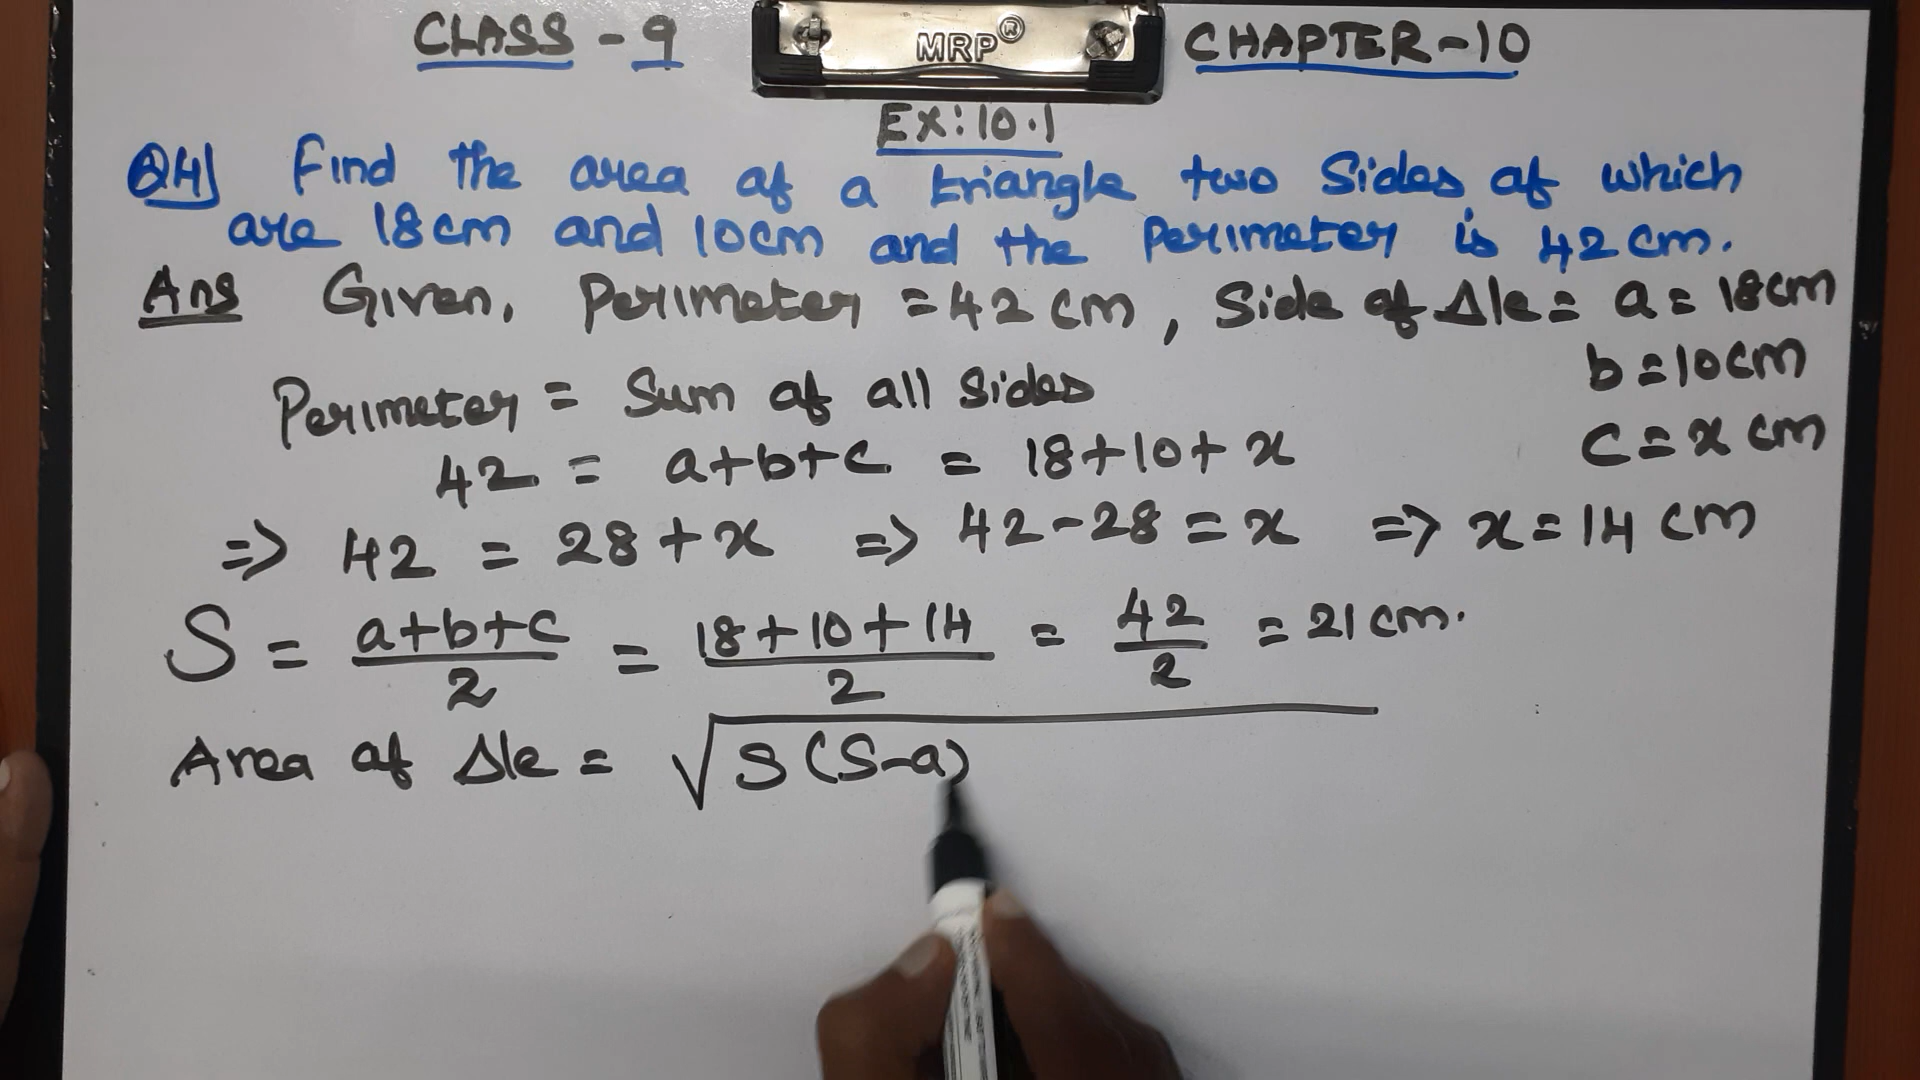 CLASS - 9 MRP® CHAPTER-10
Ex: 10.1
Q4) Find the area of a triangle two sides of which
are 18cm and 10cm and the perimeter is 42cm.
Ans Given, Perimeter = 42 cm, Side of Δle = a = 18cm
b = 10cm
Perimeter = Sum of all sides
c = x cm
42 = a+b+c = 18+10+x
=> 42 = 28 + x => 42-28 = x => x = 14 cm
S = a+b+c/2 = 18+10+14/2 = 42/2 = 21 cm.
Area of Δle = √S(S-a)